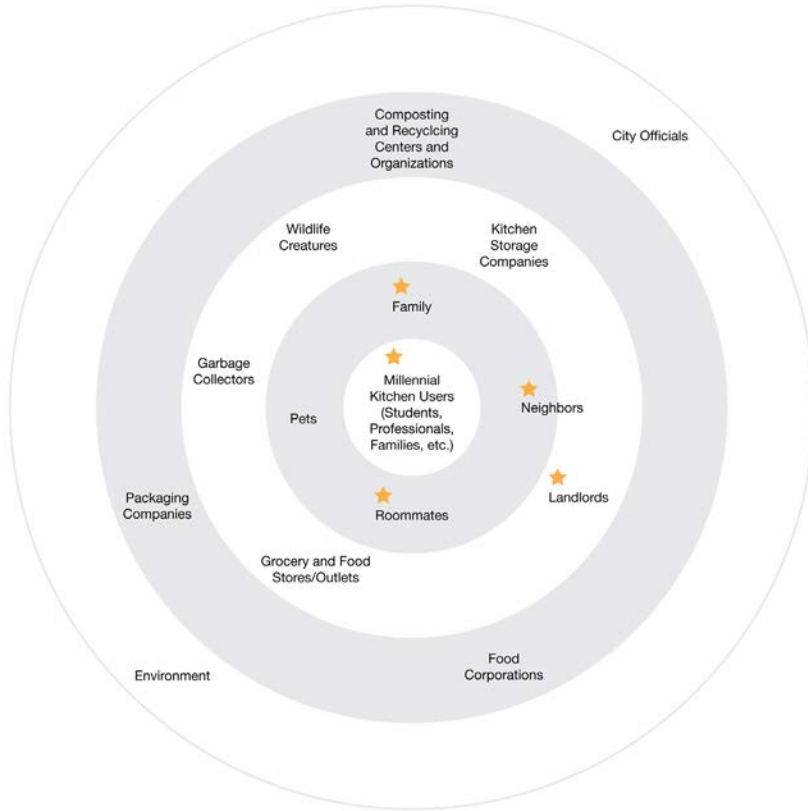 Composting
and Recyclcing
Centers and
Organizations
City Officials
Wildlife
Creatures
Kitchen
Storage
Companies
Family
Garbage
Collectors
Millennial
Kitchen Users
(Students,
Professionals,
Families, etc.)
Pets
Neighbors
Packaging
Companies
Landlords
Roommates
Grocery and Food
Stores/Outlets
Environment
Food
Corporations